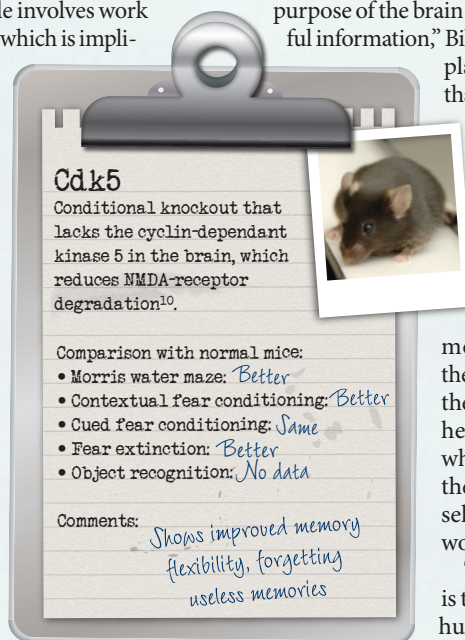 le involves work
which is impli-
purpose of the brain
ful information,” Bil
pla
tha
Cdk5
Conditional knockout that
lacks the cyclin-dependant
kinase 5 in the brain, which
reduces NMDA-receptor
degradation¹⁰.
Comparison with normal mice:
• Morris water maze: Better
• Contextual fear conditioning: Better
• Cued fear conditioning: Same
• Fear extinction: Better
• Object recognition: No data
Comments: Shows improved memory
flexibility, forgetting
useless memories
the
the
he
wh
the
sel
wo
is t
hu